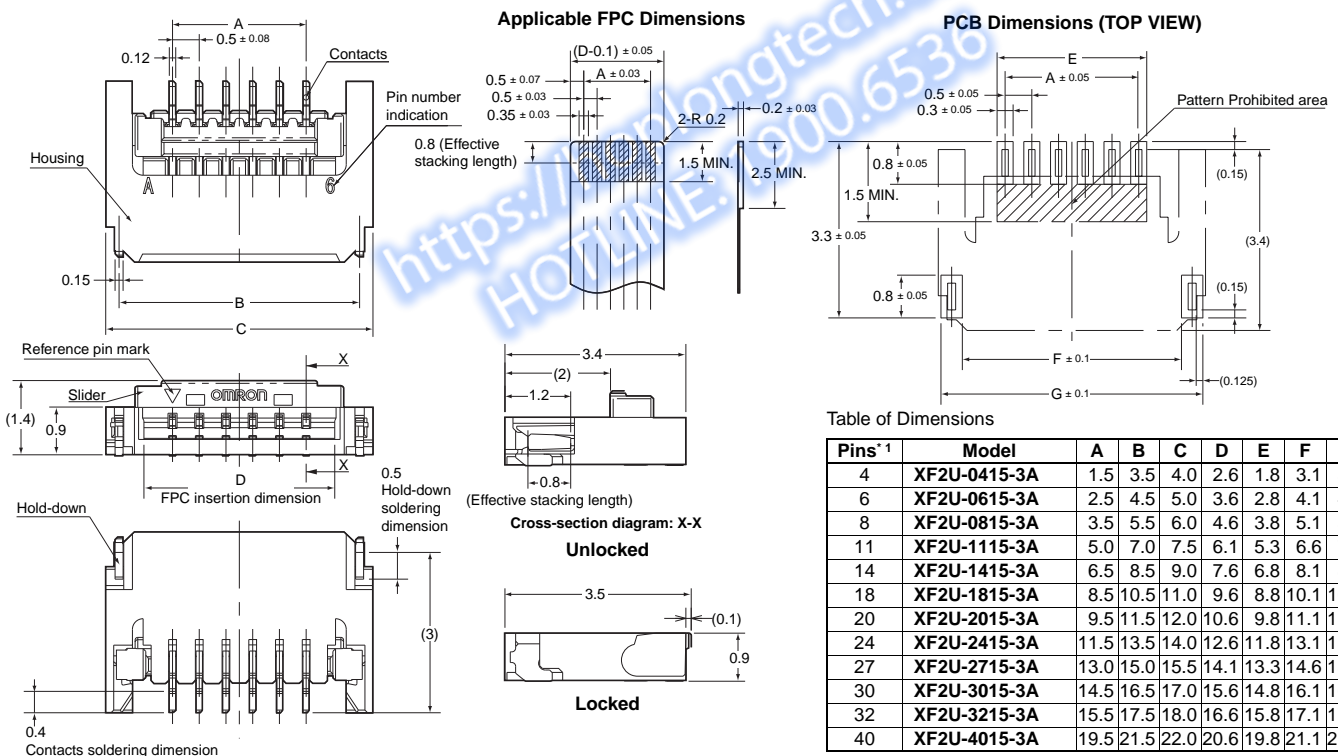 A
0.5 ± 0.08
0.12
Contacts
Pin number
indication
Housing
A
6
0.15
B
C
Applicable FPC Dimensions
(D-0.1) ± 0.05
0.5 ± 0.07
A ± 0.03
0.5 ± 0.03
0.35 ± 0.03
0.2 ± 0.03
2-R 0.2
0.8 (Effective
stacking length)
1.5 MIN.
2.5 MIN.
PCB Dimensions (TOP VIEW)
E
A ± 0.05
0.5 ± 0.05
0.3 ± 0.05
Pattern Prohibited area
0.8 ± 0.05
(0.15)
1.5 MIN.
3.3 ± 0.05
(3.4)
0.8 ± 0.05
(0.15)
F ± 0.1
(0.125)
G ± 0.1
HOTLINE: 1900.6536
Reference pin mark
X
Slider
OMRON
(1.4)
0.9
X
D
FPC insertion dimension
0.5
Hold-down
soldering
dimension
Hold-down
(3)
0.4
Contacts soldering dimension
3.4
(2)
1.2
0.8
(Effective stacking length)
Cross-section diagram: X-X
Unlocked
3.5
(0.1)
0.9
Locked
Table of Dimensions
Pins*1 Model A B C D E F
4 XF2U-0415-3A 1.5 3.5 4.0 2.6 1.8 3.1
6 XF2U-0615-3A 2.5 4.5 5.0 3.6 2.8 4.1
8 XF2U-0815-3A 3.5 5.5 6.0 4.6 3.8 5.1
11 XF2U-1115-3A 5.0 7.0 7.5 6.1 5.3 6.6
14 XF2U-1415-3A 6.5 8.5 9.0 7.6 6.8 8.1
18 XF2U-1815-3A 8.5 10.5 11.0 9.6 8.8 10.1 1
20 XF2U-2015-3A 9.5 11.5 12.0 10.6 9.8 11.1 1
24 XF2U-2415-3A 11.5 13.5 14.0 12.6 11.8 13.1 1
27 XF2U-2715-3A 13.0 15.0 15.5 14.1 13.3 14.6 1
30 XF2U-3015-3A 14.5 16.5 17.0 15.6 14.8 16.1 1
32 XF2U-3215-3A 15.5 17.5 18.0 16.6 15.8 17.1 1
40 XF2U-4015-3A 19.5 21.5 22.0 20.6 19.8 21.1 2